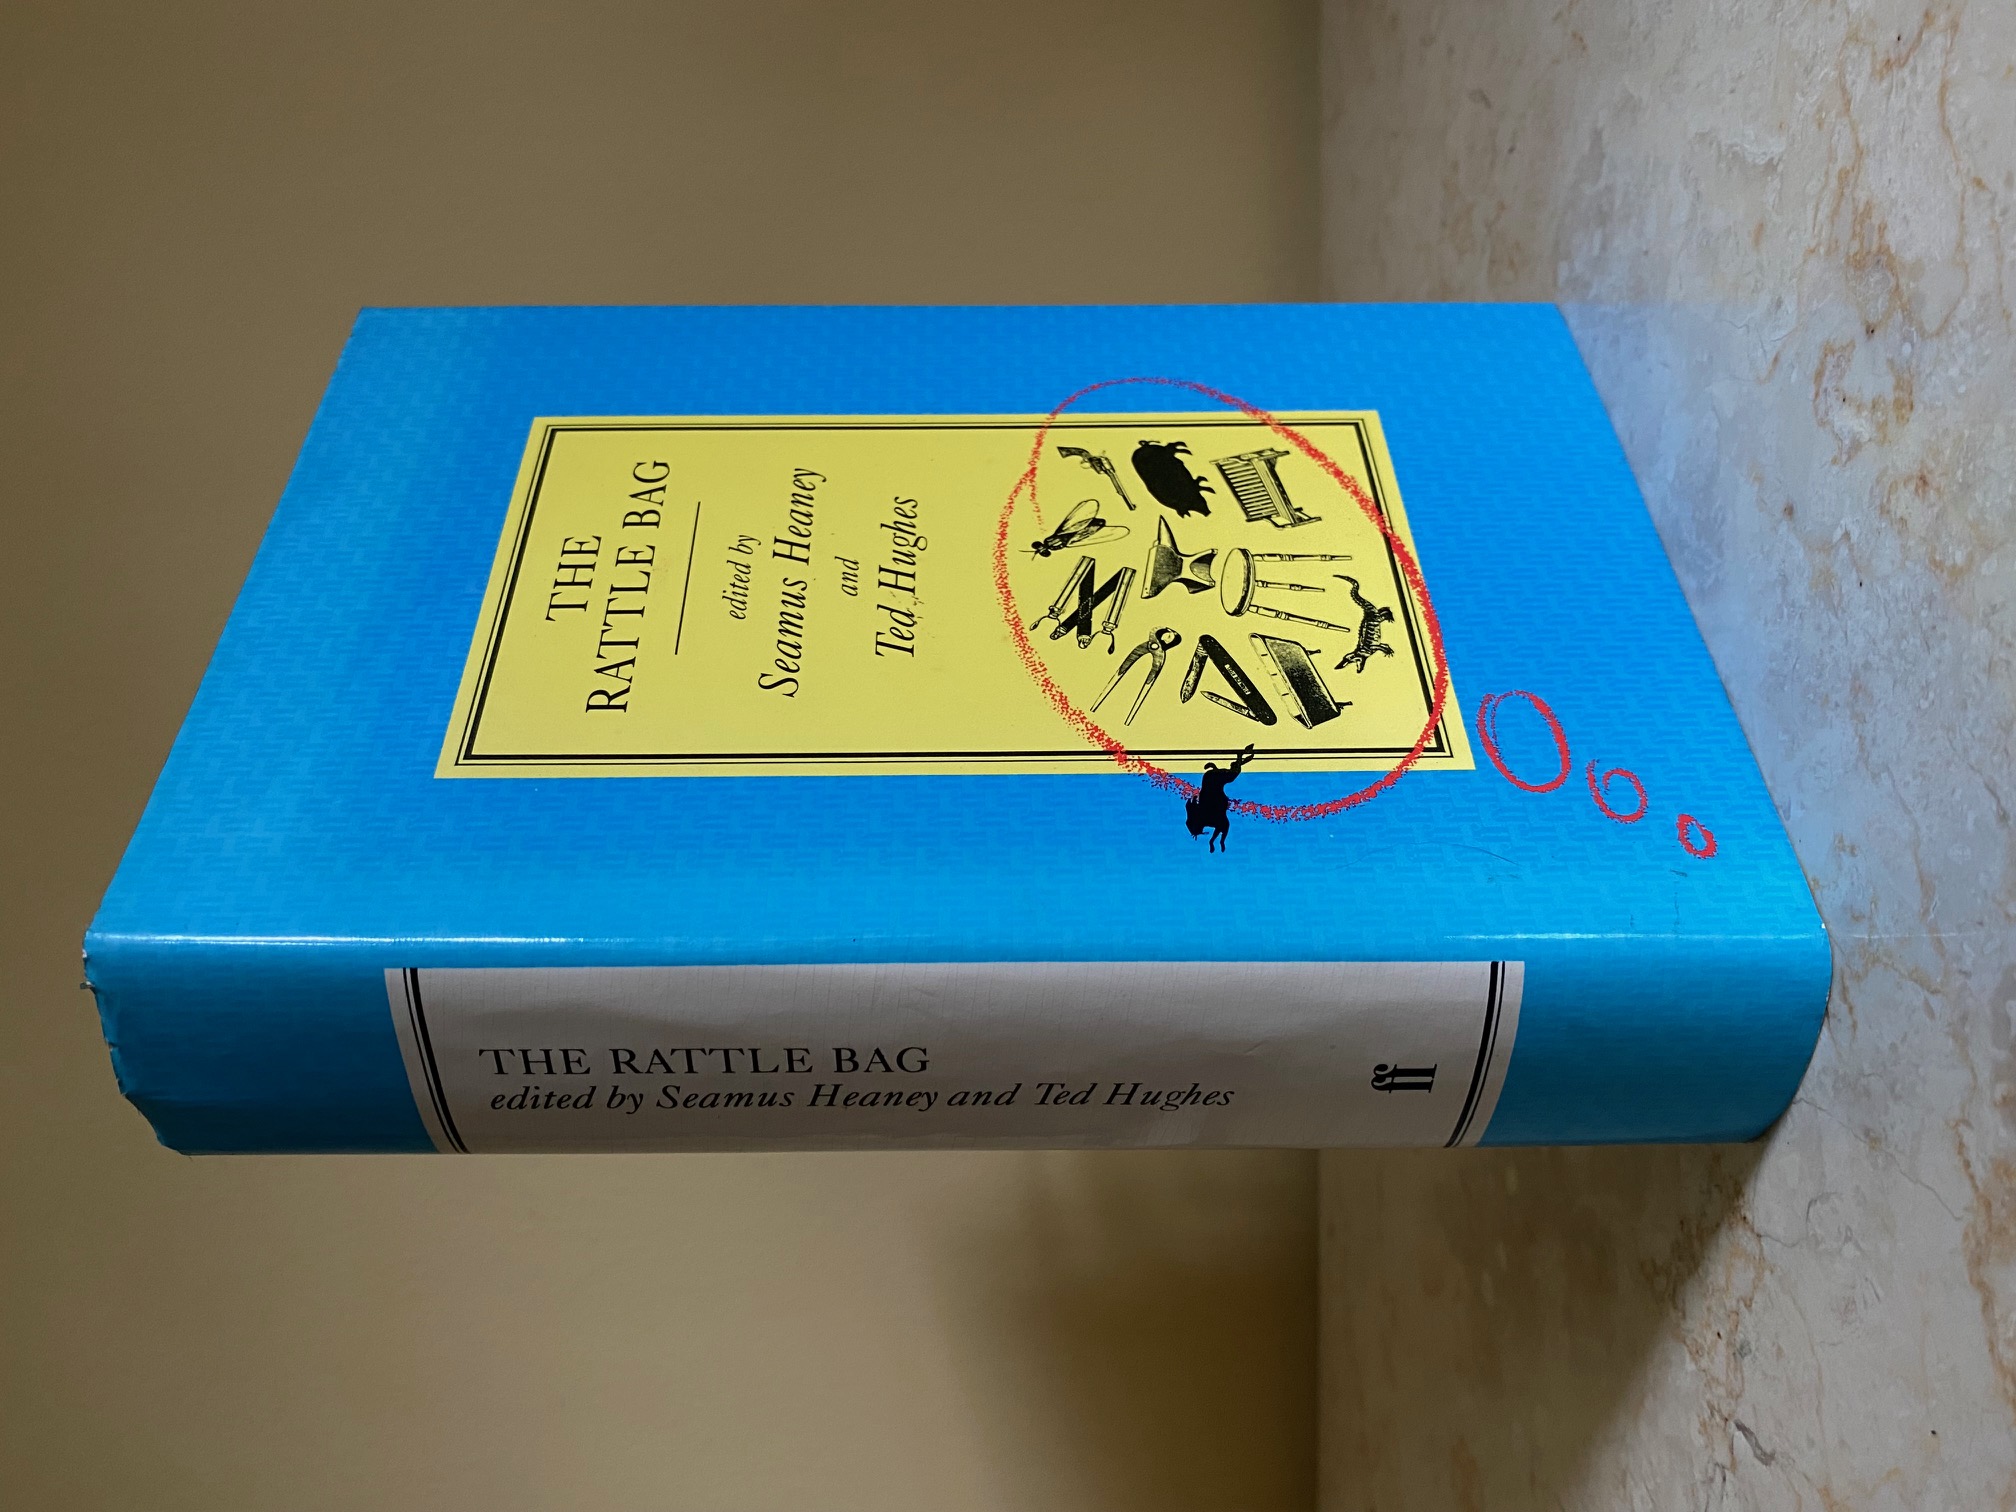 THE
RATTLE BAG
edited by
Seamus Heaney
and
Ted Hughes
THE RATTLE BAG
edited by Seamus Heaney and Ted Hughes
ff